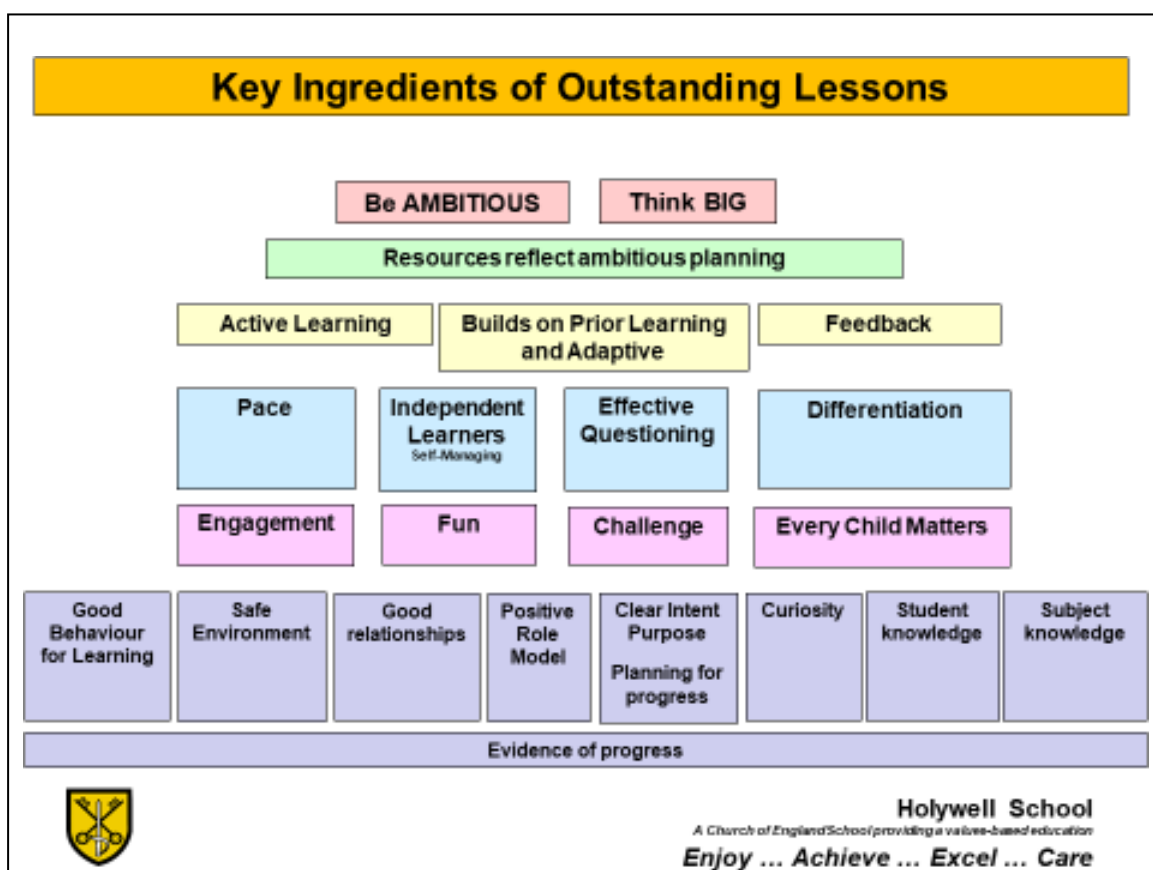 Key Ingredients of Outstanding Lessons
Be AMBITIOUS
Think BIG
Resources reflect ambitious planning
Active Learning
Builds on Prior Learning
and Adaptive
Feedback
Pace
Independent
Learners
Self-Managing
Effective
Questioning
Differentiation
Engagement
Fun
Challenge
Every Child Matters
Good
Behaviour
for Learning
Safe
Environment
Good
relationships
Positive
Role
Model
Clear Intent
Purpose
Planning for
progress
Curiosity
Student
knowledge
Subject
knowledge
Evidence of progress
Holywell School
A Church of England School providing a values-based education
Enjoy ... Achieve ... Excel ... Care